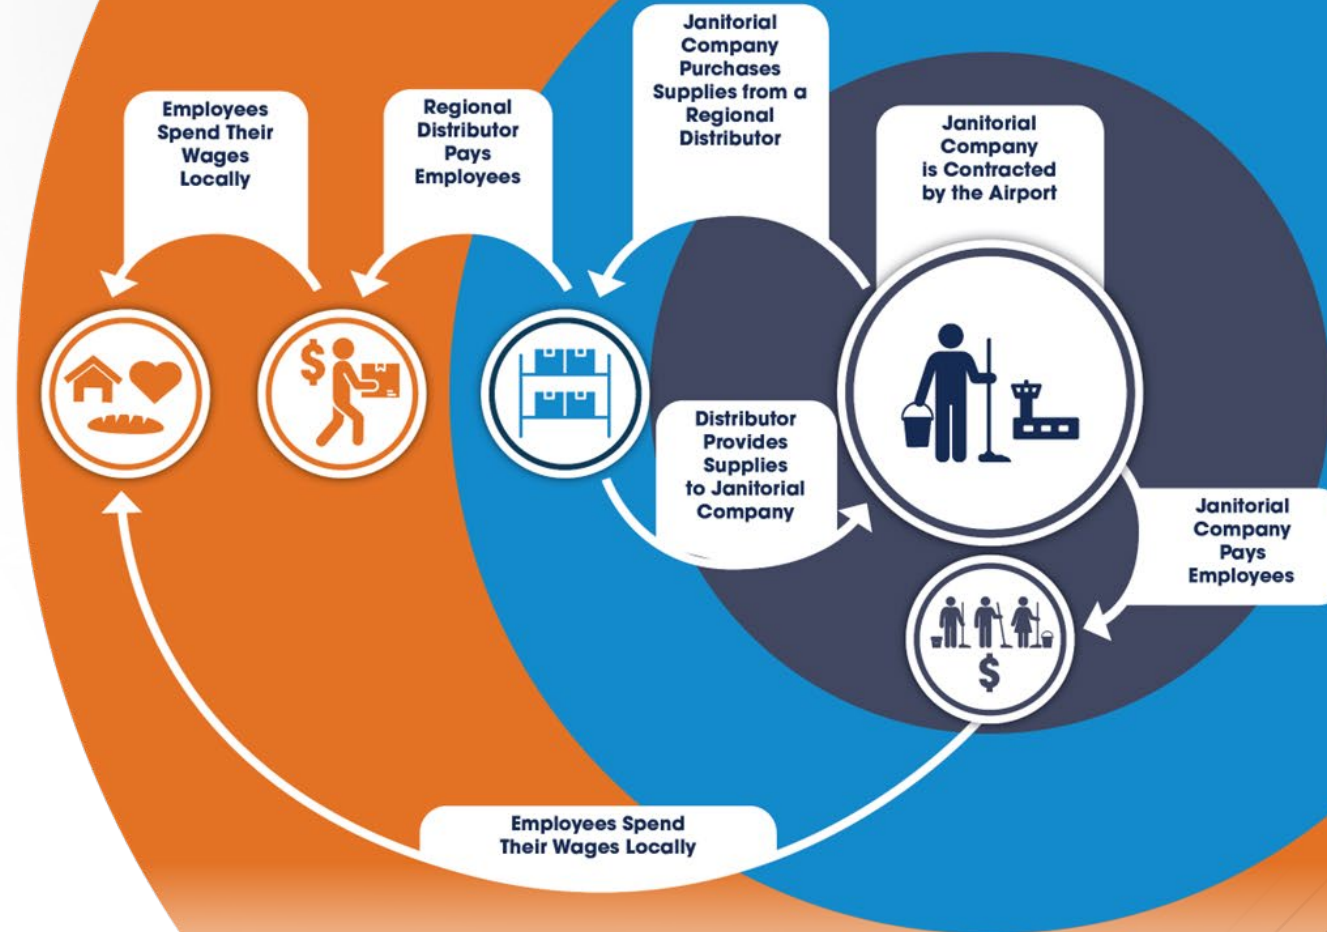 Employees
Spend Their
Wages
Locally
Regional
Distributor
Pays
Employees
Janitorial
Company
Purchases
Supplies from a
Regional
Distributor
Janitorial
Company
is Contracted
by the Airport
$
Distributor
Provides
Supplies
to Janitorial
Company
Janitorial
Company
Pays
Employees
$
Employees Spend
Their Wages Locally